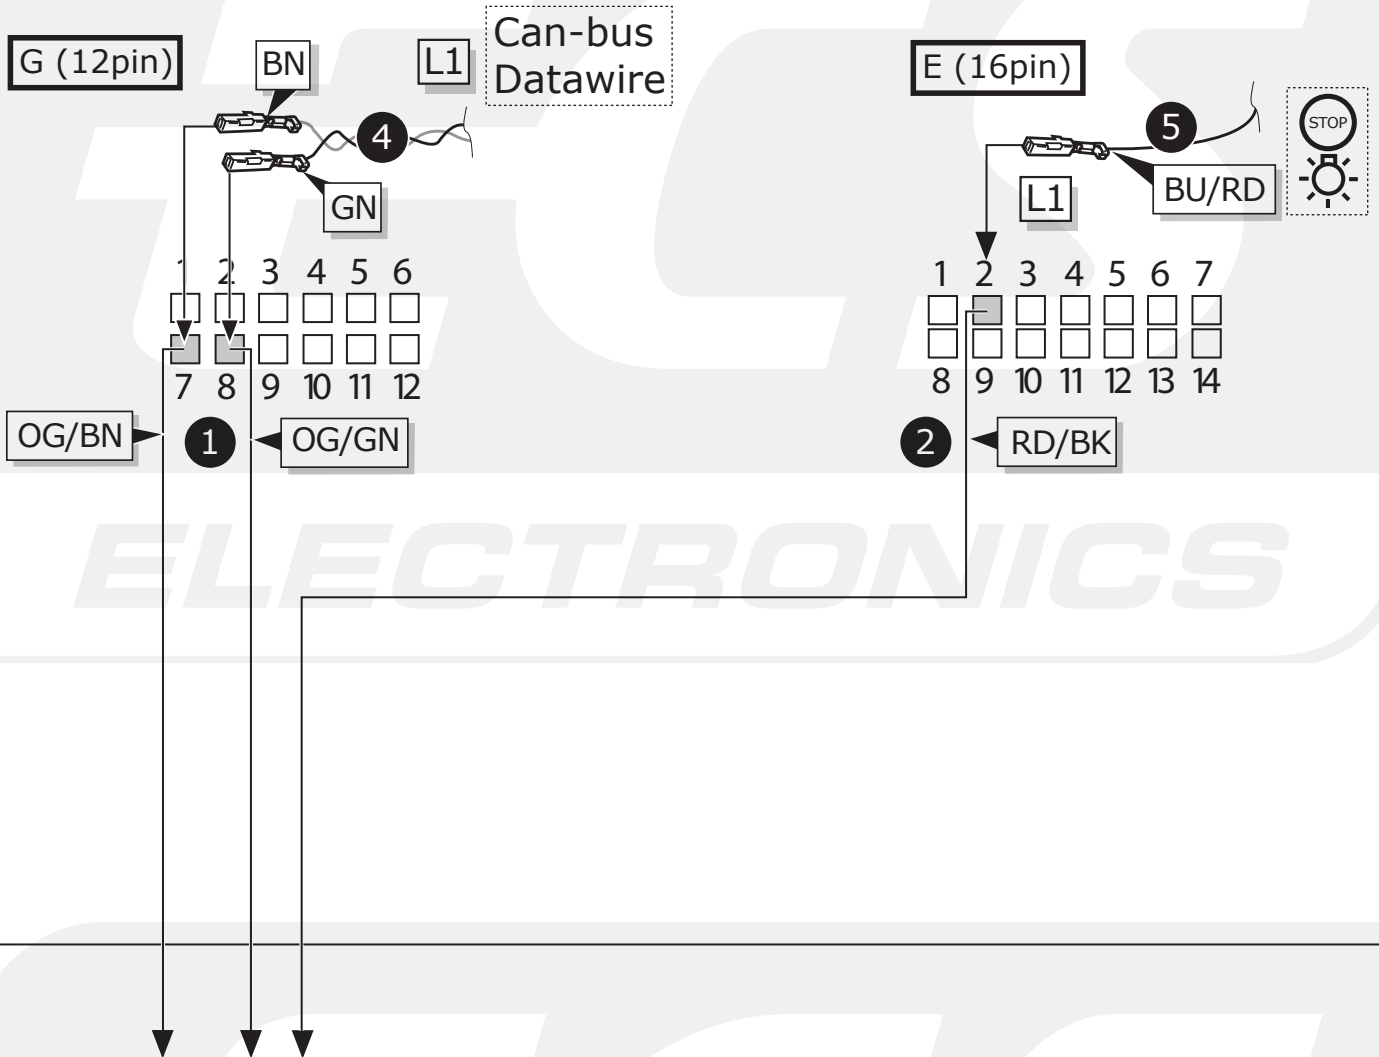 G (12pin)
BN
L1
Can-bus
Datawire
E (16pin)
4
5
STOP
GN
L1
BU/RD
1 2 3 4 5 6
7 8 9 10 11 12
1 2 3 4 5 6 7
8 9 10 11 12 13 14
OG/BN
1
OG/GN
2
RD/BK
ELECTRONICS